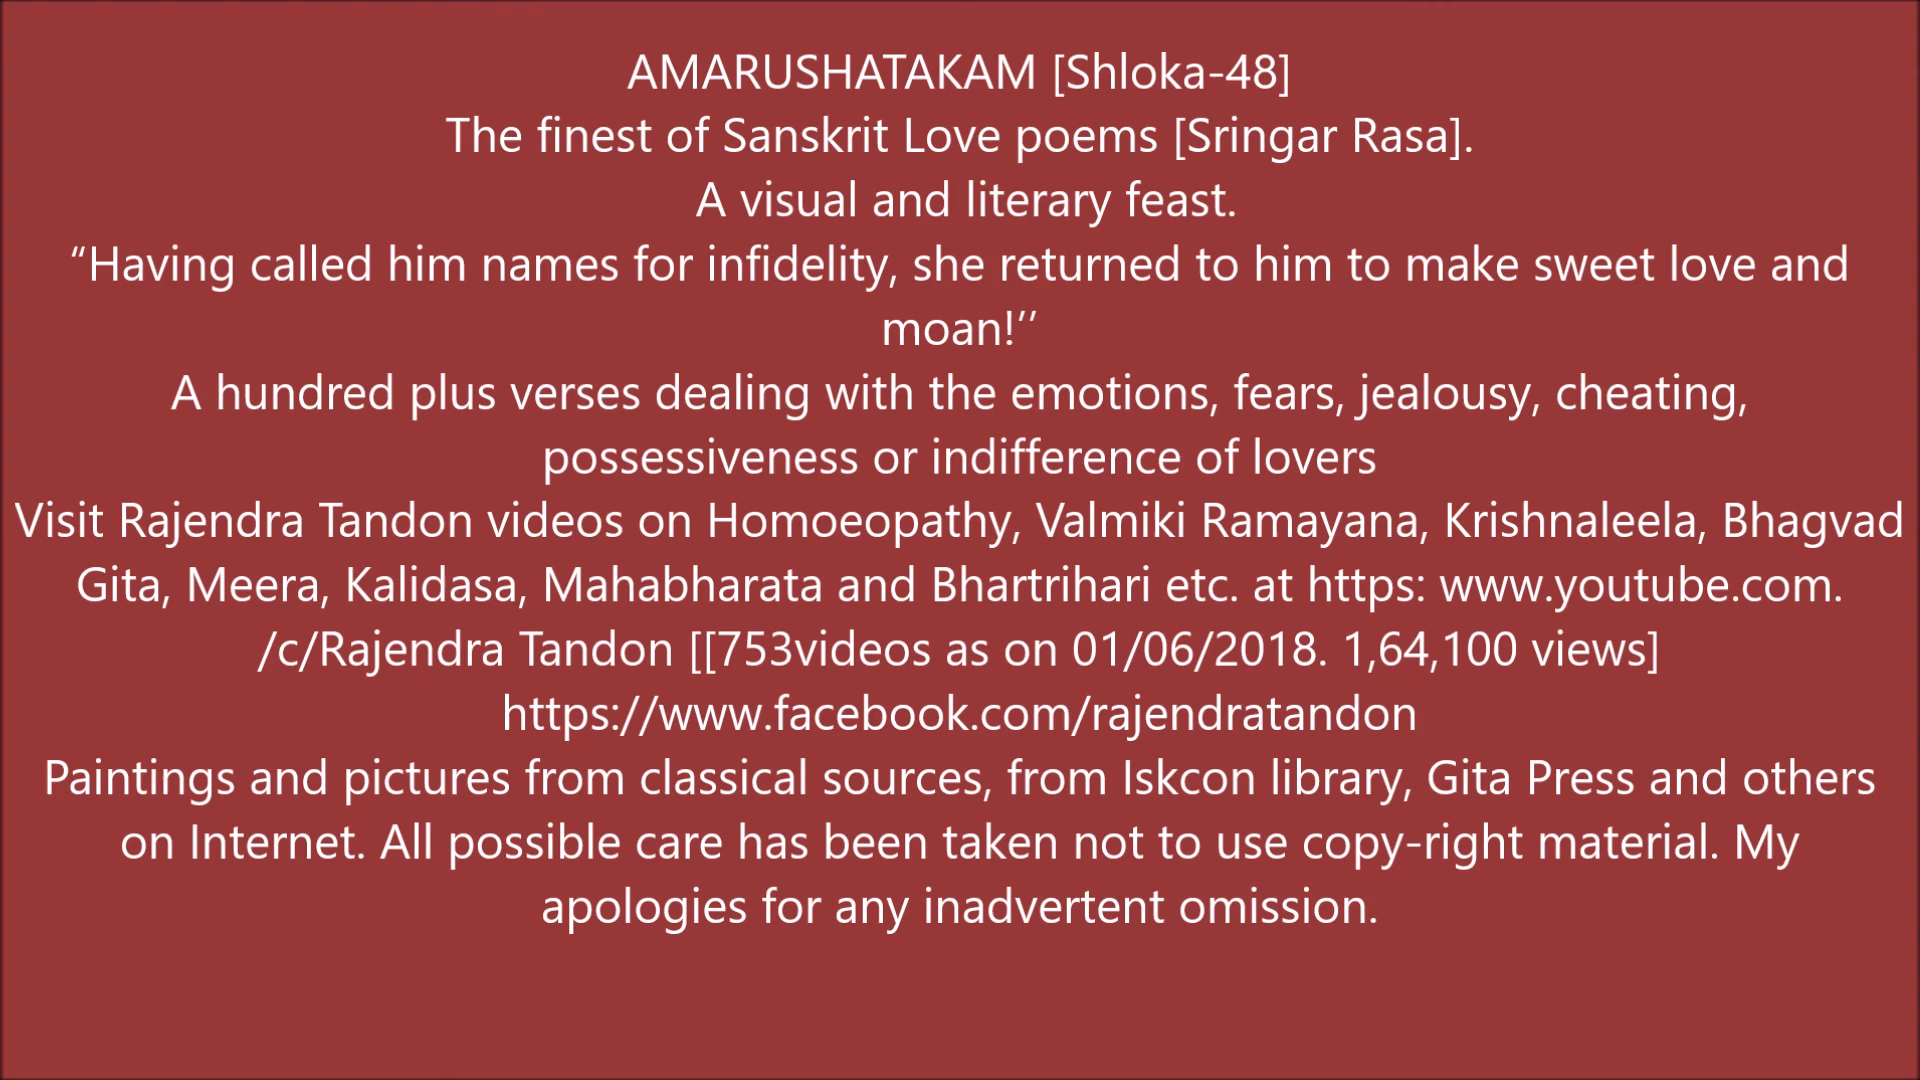 AMARUSHATAKAM [Shloka-48]
The finest of Sanskrit Love poems [Sringar Rasa].
A visual and literary feast.
“Having called him names for infidelity, she returned to him to make sweet love and
moan!’’
A hundred plus verses dealing with the emotions, fears, jealousy, cheating,
possessiveness or indifference of lovers
Visit Rajendra Tandon videos on Homoeopathy, Valmiki Ramayana, Krishnaleela, Bhagvad
Gita, Meera, Kalidasa, Mahabharata and Bhartrihari etc. at https: www.youtube.com.
/c/Rajendra Tandon [[753videos as on 01/06/2018. 1,64,100 views]
https://www.facebook.com/rajendratandon
Paintings and pictures from classical sources, from Iskcon library, Gita Press and others
on Internet. All possible care has been taken not to use copy-right material. My
apologies for any inadvertent omission.